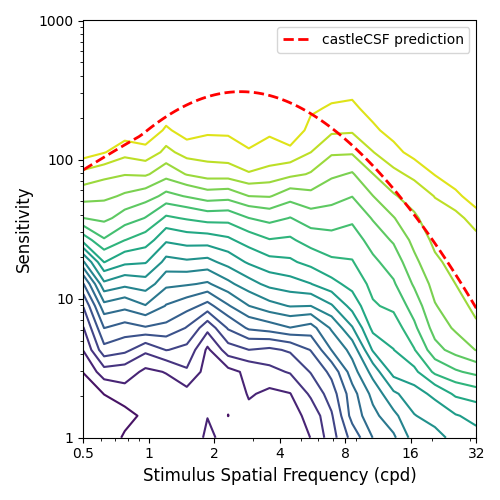 1000
castleCSF prediction
100
Sensitivity
10
1
0.5 1 2 4 8 16 32
Stimulus Spatial Frequency (cpd)